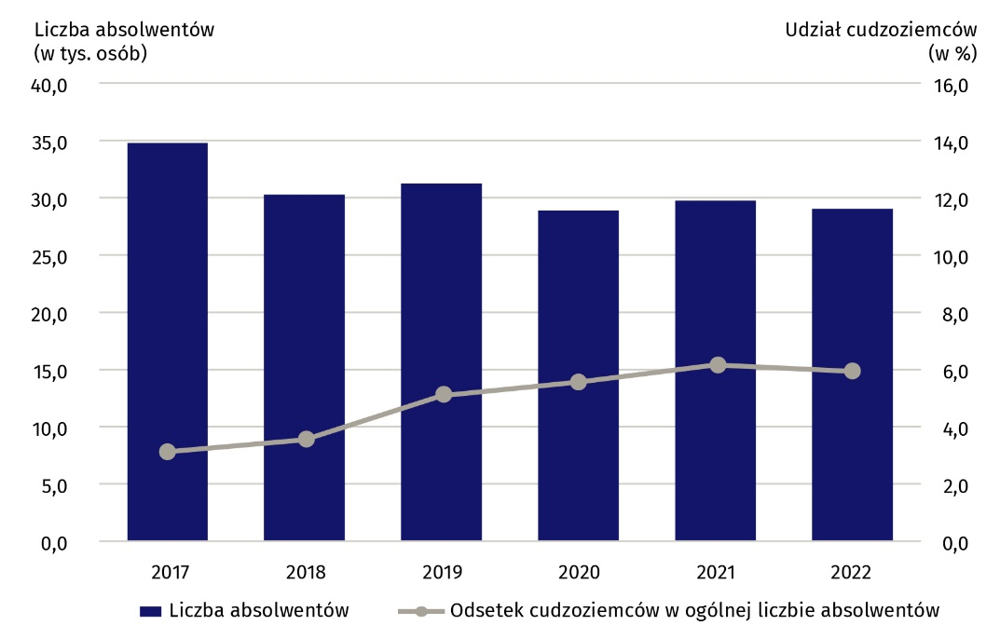 Liczba absolwentów
(w tys. osób)
Udział cudzoziemców
(w %)
40,0
16,0
35,0
14,0
30,0
12,0
25,0
10,0
20,0
8,0
15,0
6,0
10,0
4,0
5,0
2,0
0,0
0,0
2017 2018 2019 2020 2021 2022
Liczba absolwentów
Odsetek cudzoziemców w ogólnej liczbie absolwentów